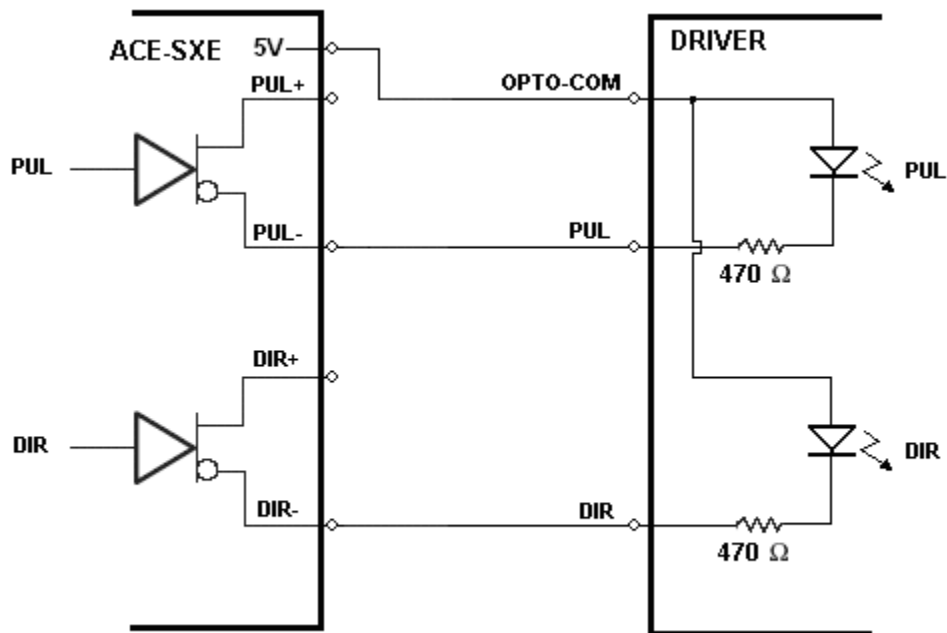 ACE-SXE
5V
PUL+
PUL
PUL-
DIR+
DIR
DIR-
OPTO-COM
PUL
DIR
DRIVER
PUL
470 Ω
DIR
470 Ω